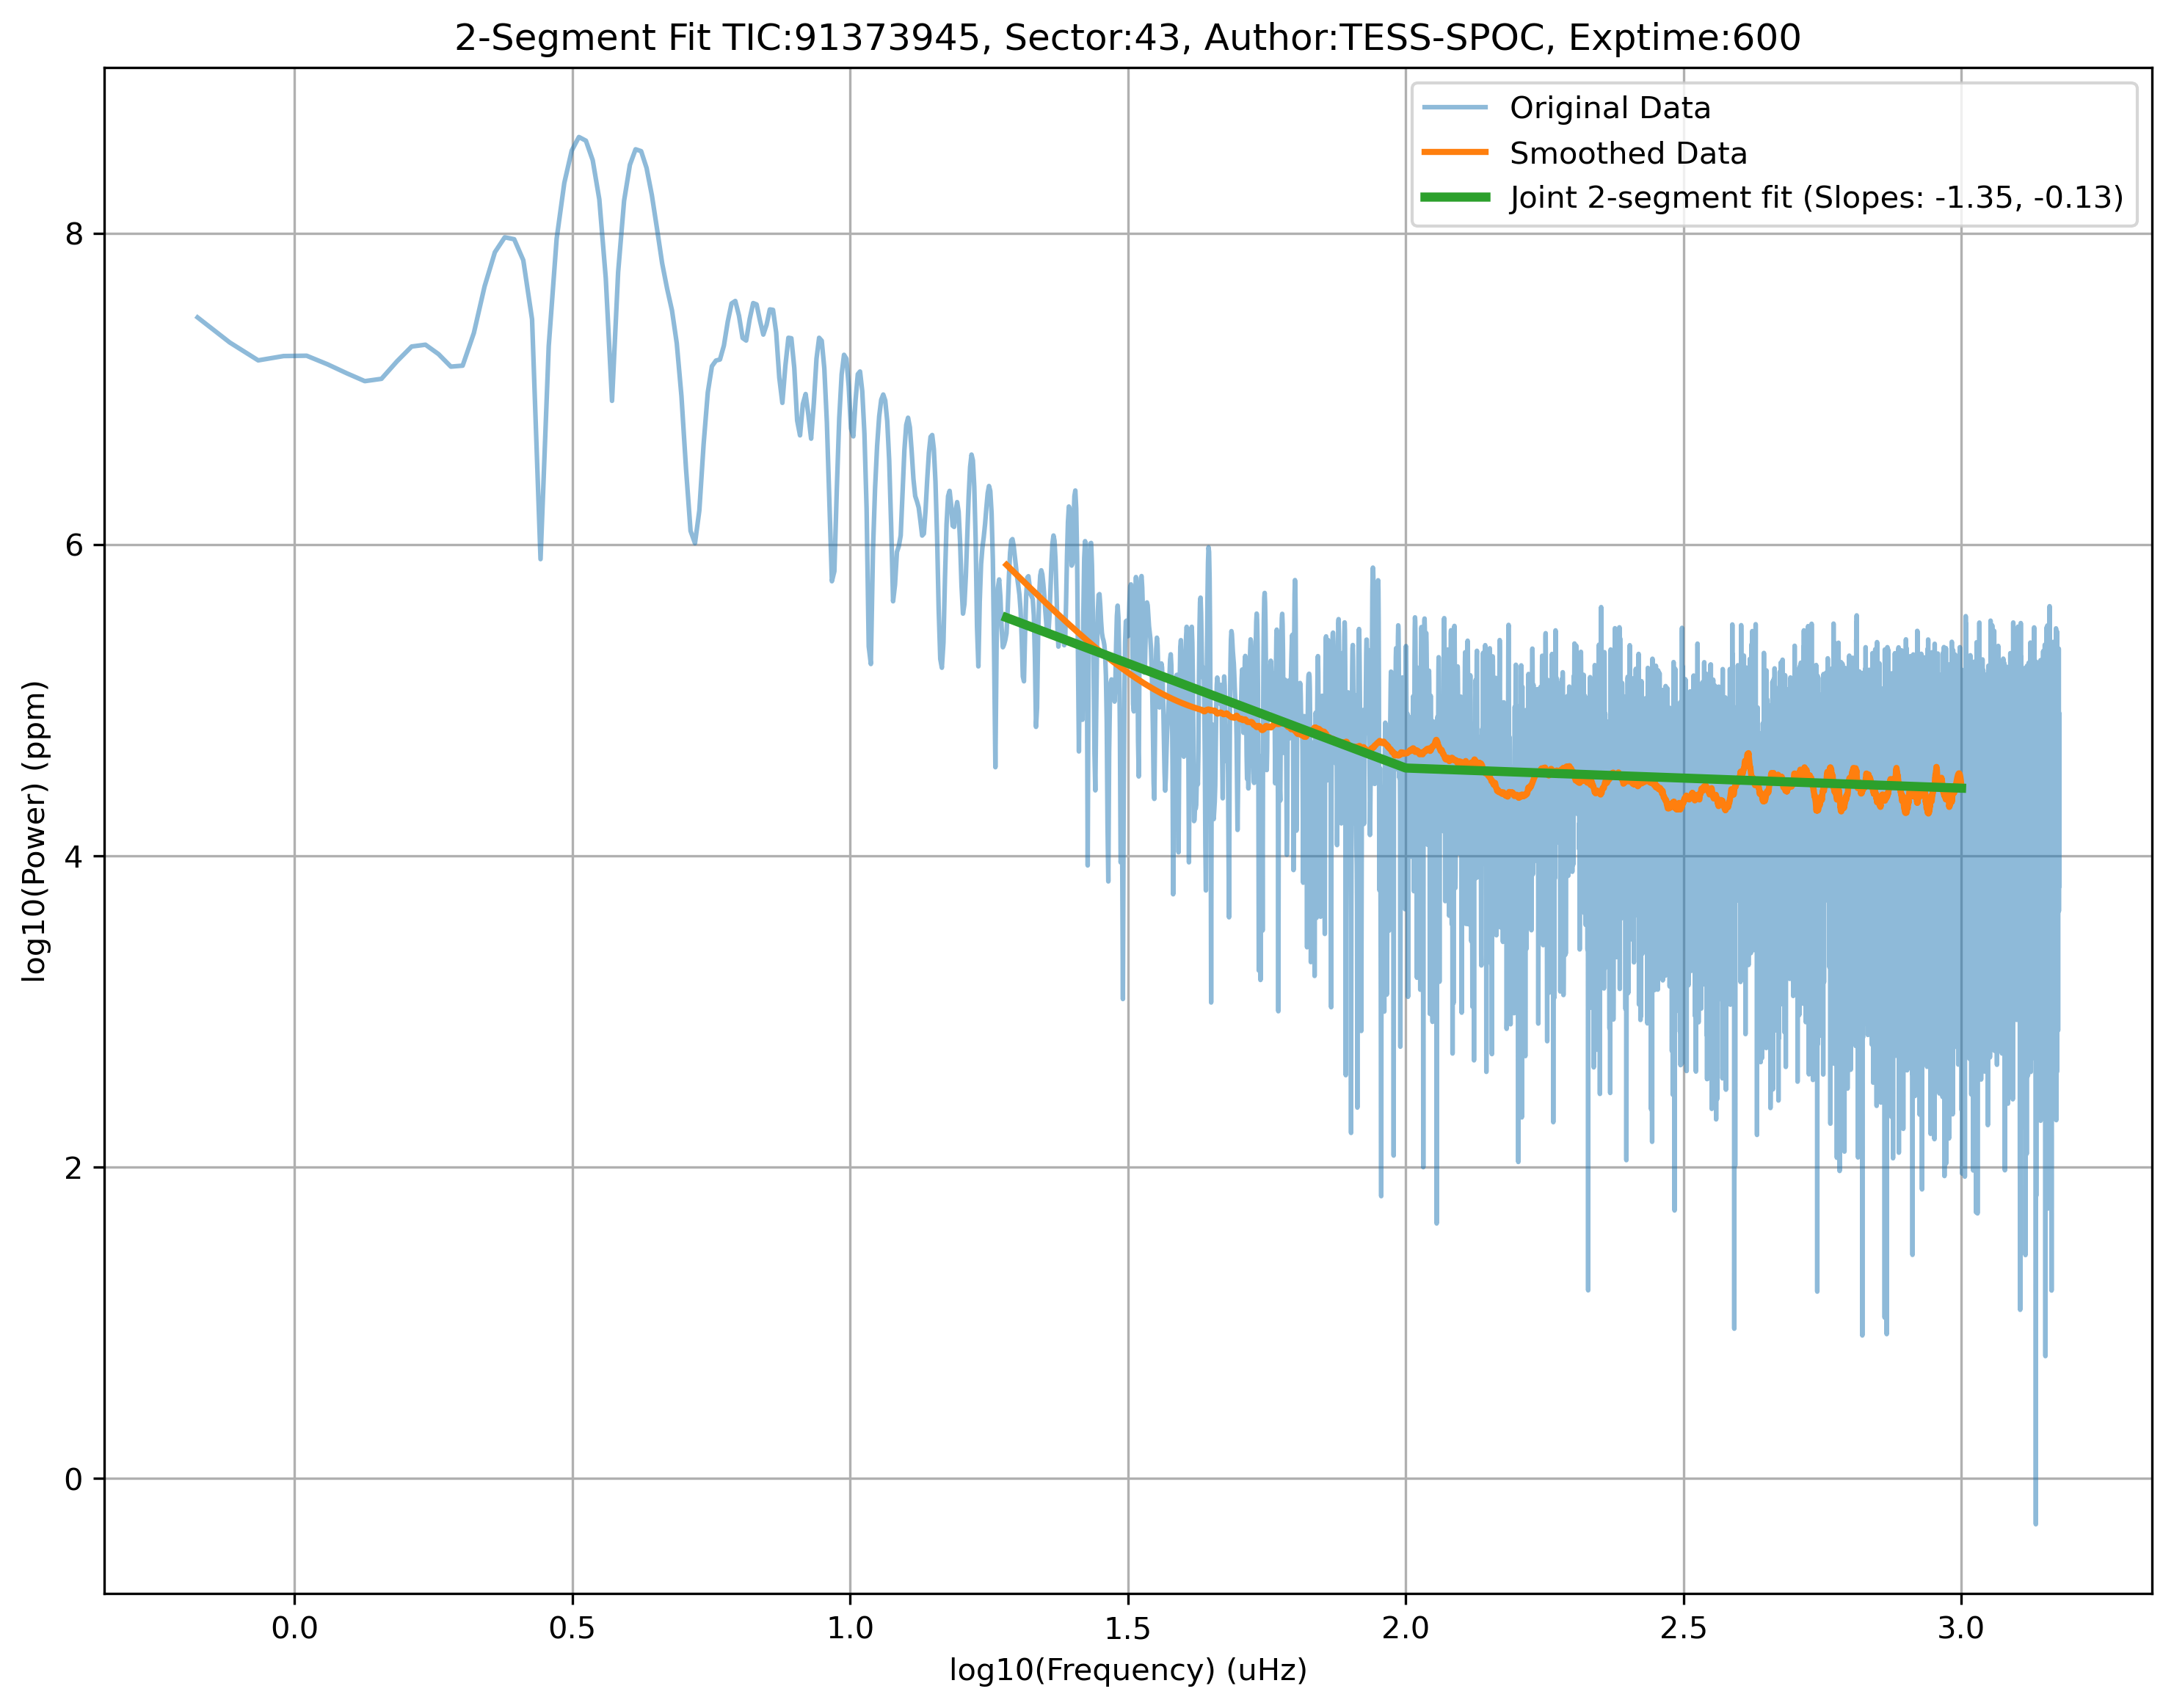 2-Segment Fit TIC:91373945, Sector:43, Author:TESS-SPOC, Exptime:600
Original Data
Smoothed Data
Joint 2-segment fit (Slopes: -1.35, -0.13)
log10(Power) (ppm)
8
6
4
2
0
0.0 0.5 1.0 1.5 2.0 2.5 3.0
log10(Frequency) (uHz)